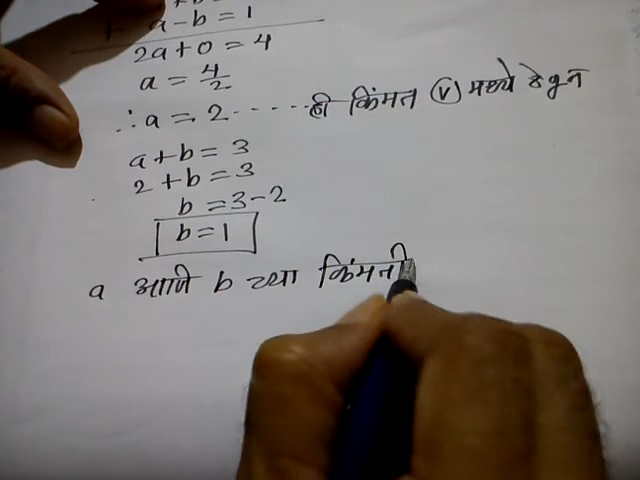 + a - b = 1
2a + 0 = 4
a = 4/2
∴ a = 2 ------ ही किंमत (v) मध्ये ठेवून
a + b = 3
2 + b = 3
b = 3 - 2
b = 1
a आणि b च्या किंमती